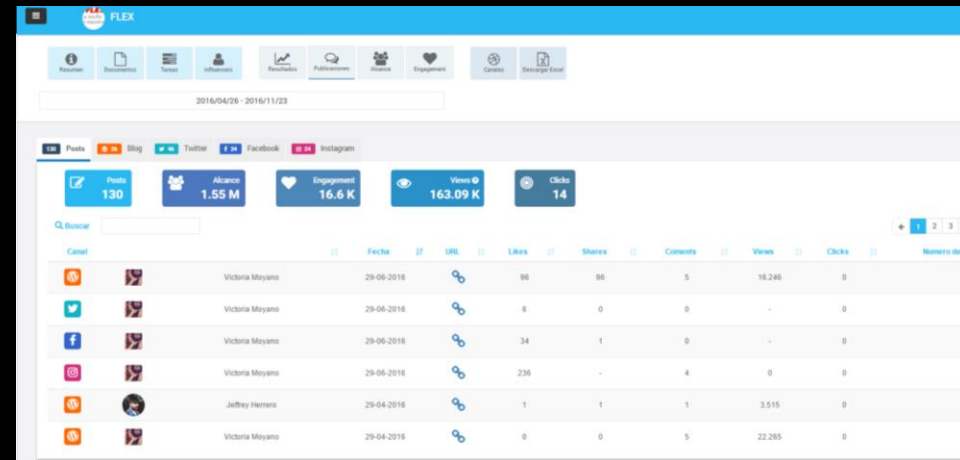 FLEX
Resumen Documentos Tareas Influencers Resultados Publicaciones Alcance Engagement Canales Descargar Excel
2016/04/26 - 2016/11/23
130 Posts Blog Twitter 34 Facebook 34 Instagram
Posts Alcance Engagement Views Clicks
130 1.55 M 16.6 K 163.09 K 14
Buscar 1 2 3
Canal Fecha URL Likes Shares Coments Views Clicks Numero de
Victoria Moyano 29-06-2016 96 96 5 16.246 0
Victoria Moyano 29-06-2016 6 0 0 - 0
Victoria Moyano 29-06-2016 34 1 0 - 0
Victoria Moyano 29-06-2016 236 - 4 0 0
Jeffrey Herrero 29-04-2016 1 1 1 3.515 0
Victoria Moyano 29-04-2016 0 0 5 22.265 0